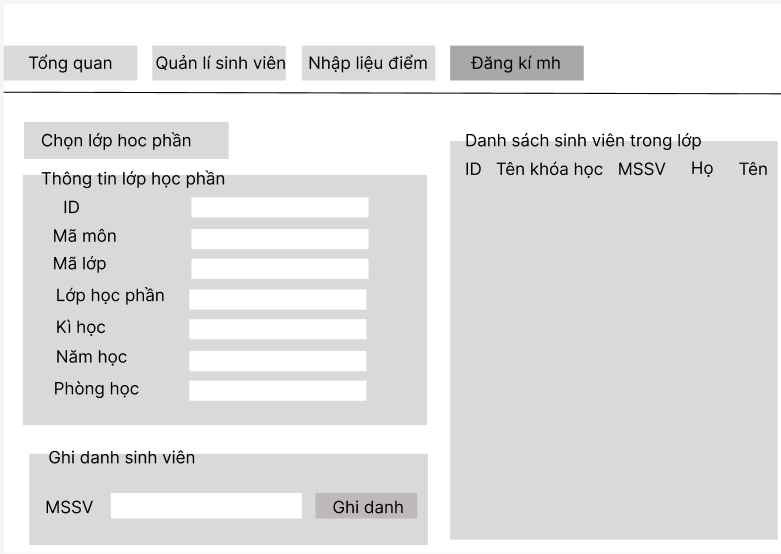 Tổng quan Quản lí sinh viên Nhập liệu điểm Đăng kí mh
Chọn lớp hoc phần
Thông tin lớp học phần
ID
Mã môn
Mã lớp
Lớp học phần
Kì học
Năm học
Phòng học
Ghi danh sinh viên
MSSV Ghi danh
Danh sách sinh viên trong lớp
ID Tên khóa học MSSV Họ Tên